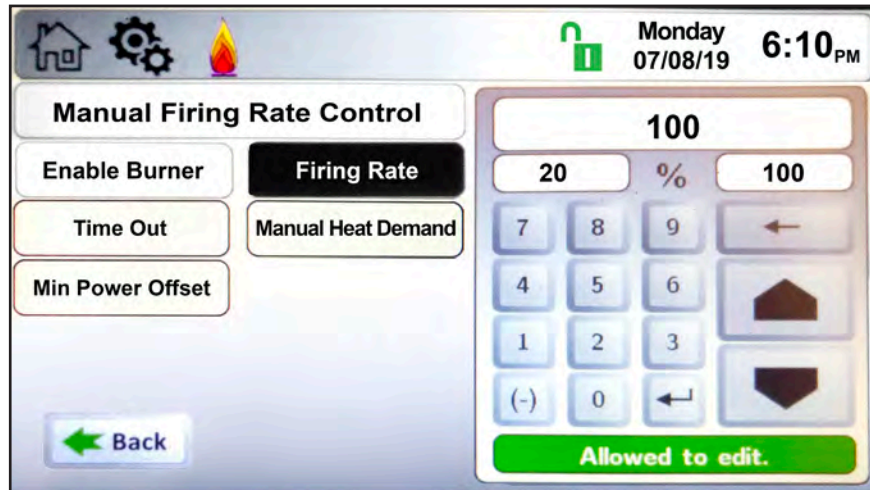 Monday
07/08/19
6:10 PM
Manual Firing Rate Control
Enable Burner
Firing Rate
Time Out
Manual Heat Demand
Min Power Offset
Back
100
20 % 100
7 8 9
4 5 6
1 2 3
(-) 0
Allowed to edit.